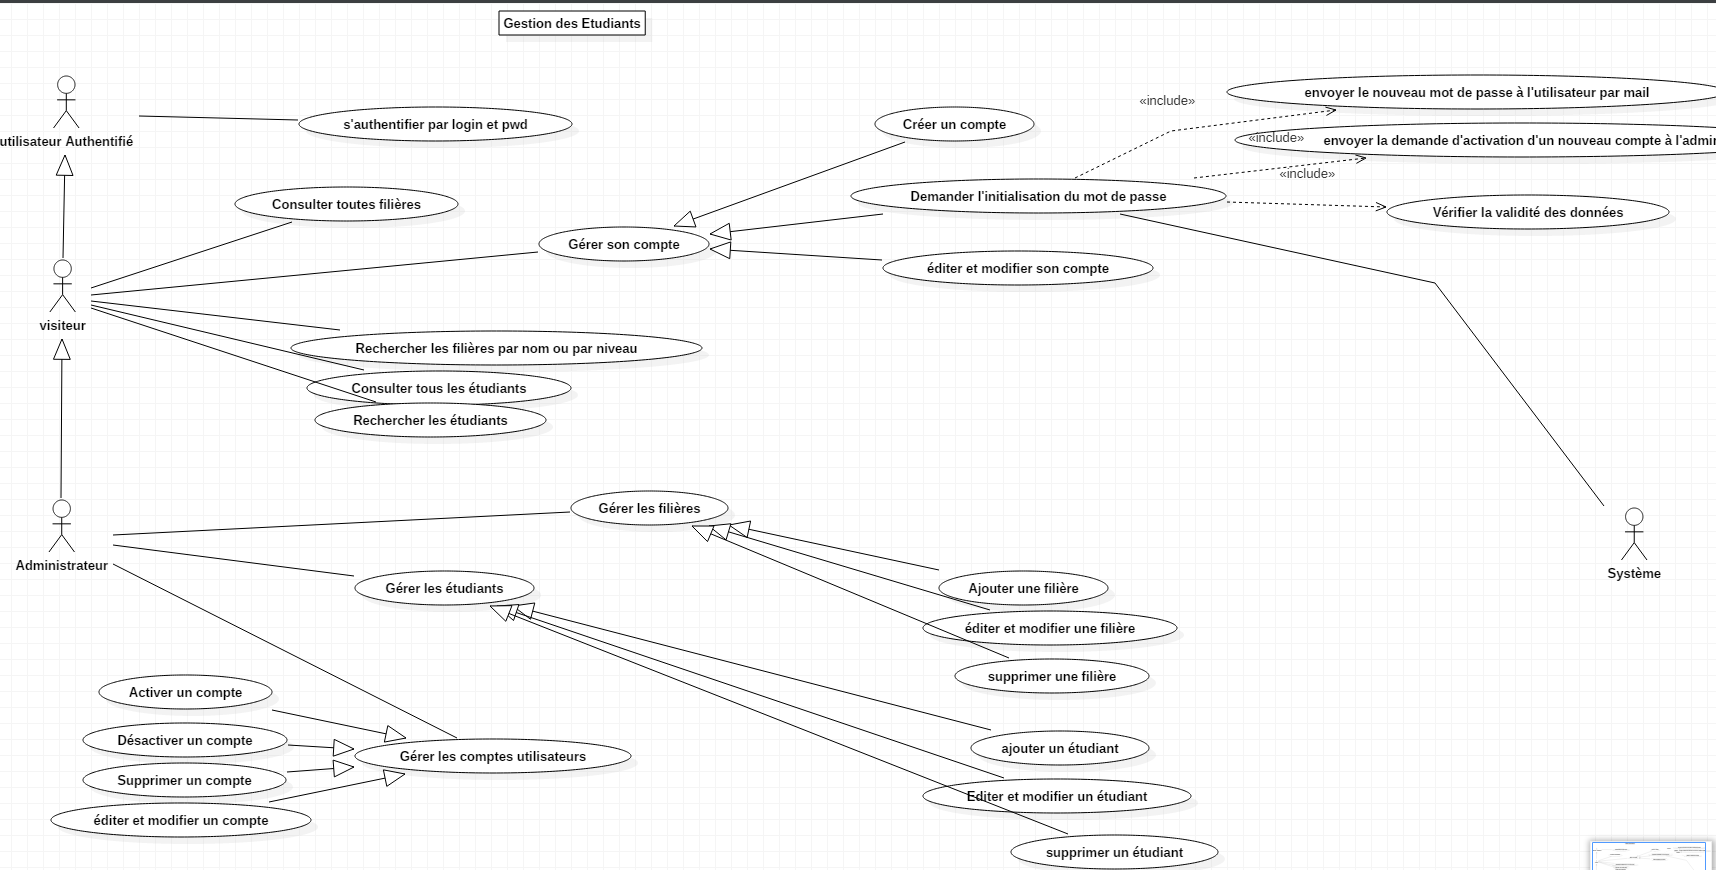 Gestion des Etudiants
utilisateur Authentifié
s'authentifier par login et pwd
Créer un compte
«include»
envoyer le nouveau mot de passe à l'utilisateur par mail
«include»
envoyer la demande d'activation d'un nouveau compte à l'admin
«include»
Demander l'initialisation du mot de passe
Vérifier la validité des données
Consulter toutes filières
Gérer son compte
éditer et modifier son compte
visiteur
Rechercher les filières par nom ou par niveau
Consulter tous les étudiants
Rechercher les étudiants
Gérer les filières
Administrateur
Système
Gérer les étudiants
Ajouter une filière
éditer et modifier une filière
supprimer une filière
Activer un compte
Désactiver un compte
Gérer les comptes utilisateurs
Supprimer un compte
éditer et modifier un compte
ajouter un étudiant
Editer et modifier un étudiant
supprimer un étudiant